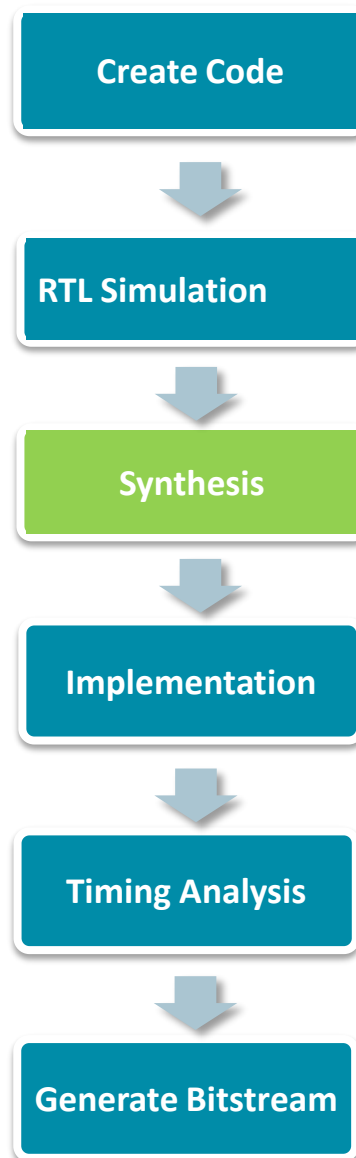 Create Code
RTL Simulation
Synthesis
Implementation
Timing Analysis
Generate Bitstream